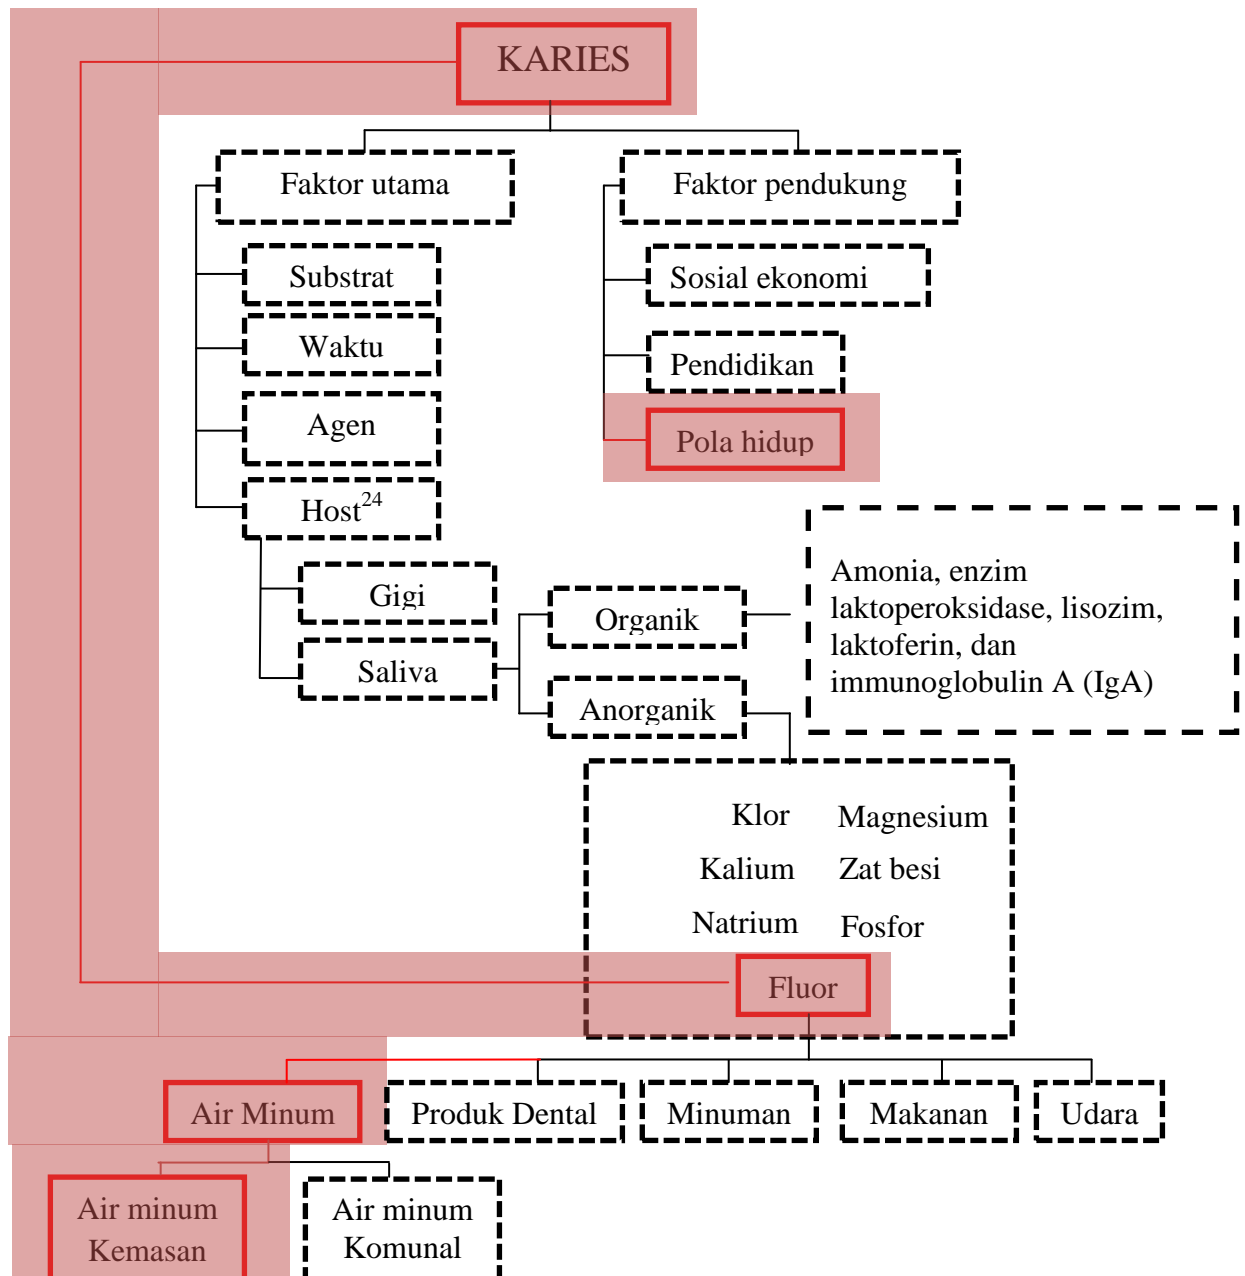 KARIES
Faktor utama
Faktor pendukung
Substrat
Sosial ekonomi
Waktu
Pendidikan
Agen
Pola hidup
Host24
Gigi
Saliva
Organik
Anorganik
Amonia, enzim
laktoperoksidase, lisozim,
laktoferin, dan
immunoglobulin A (IgA)
Klor Magnesium
Kalium Zat besi
Natrium Fosfor
Fluor
Air Minum
Produk Dental
Minuman
Makanan
Udara
Air minum
Kemasan
Air minum
Komunal